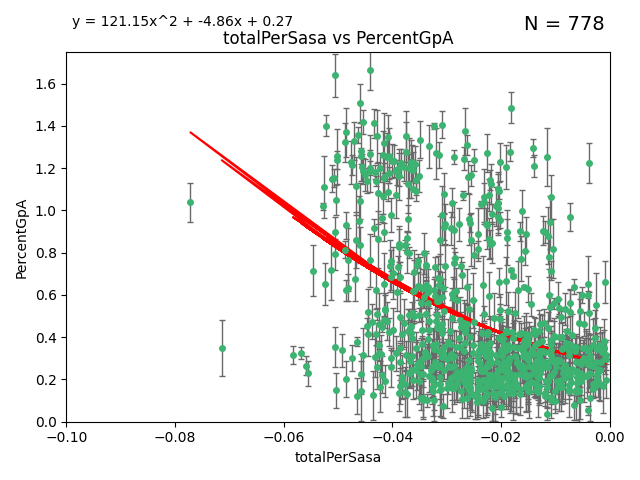 y = 121.15x^2 + -4.86x + 0.27
N = 778
totalPerSasa vs PercentGpA
PercentGpA
1.6
1.4
1.2
1.0
0.8
0.6
0.4
0.2
0.0
−0.10 −0.08 −0.06 −0.04 −0.02 0.00
totalPerSasa